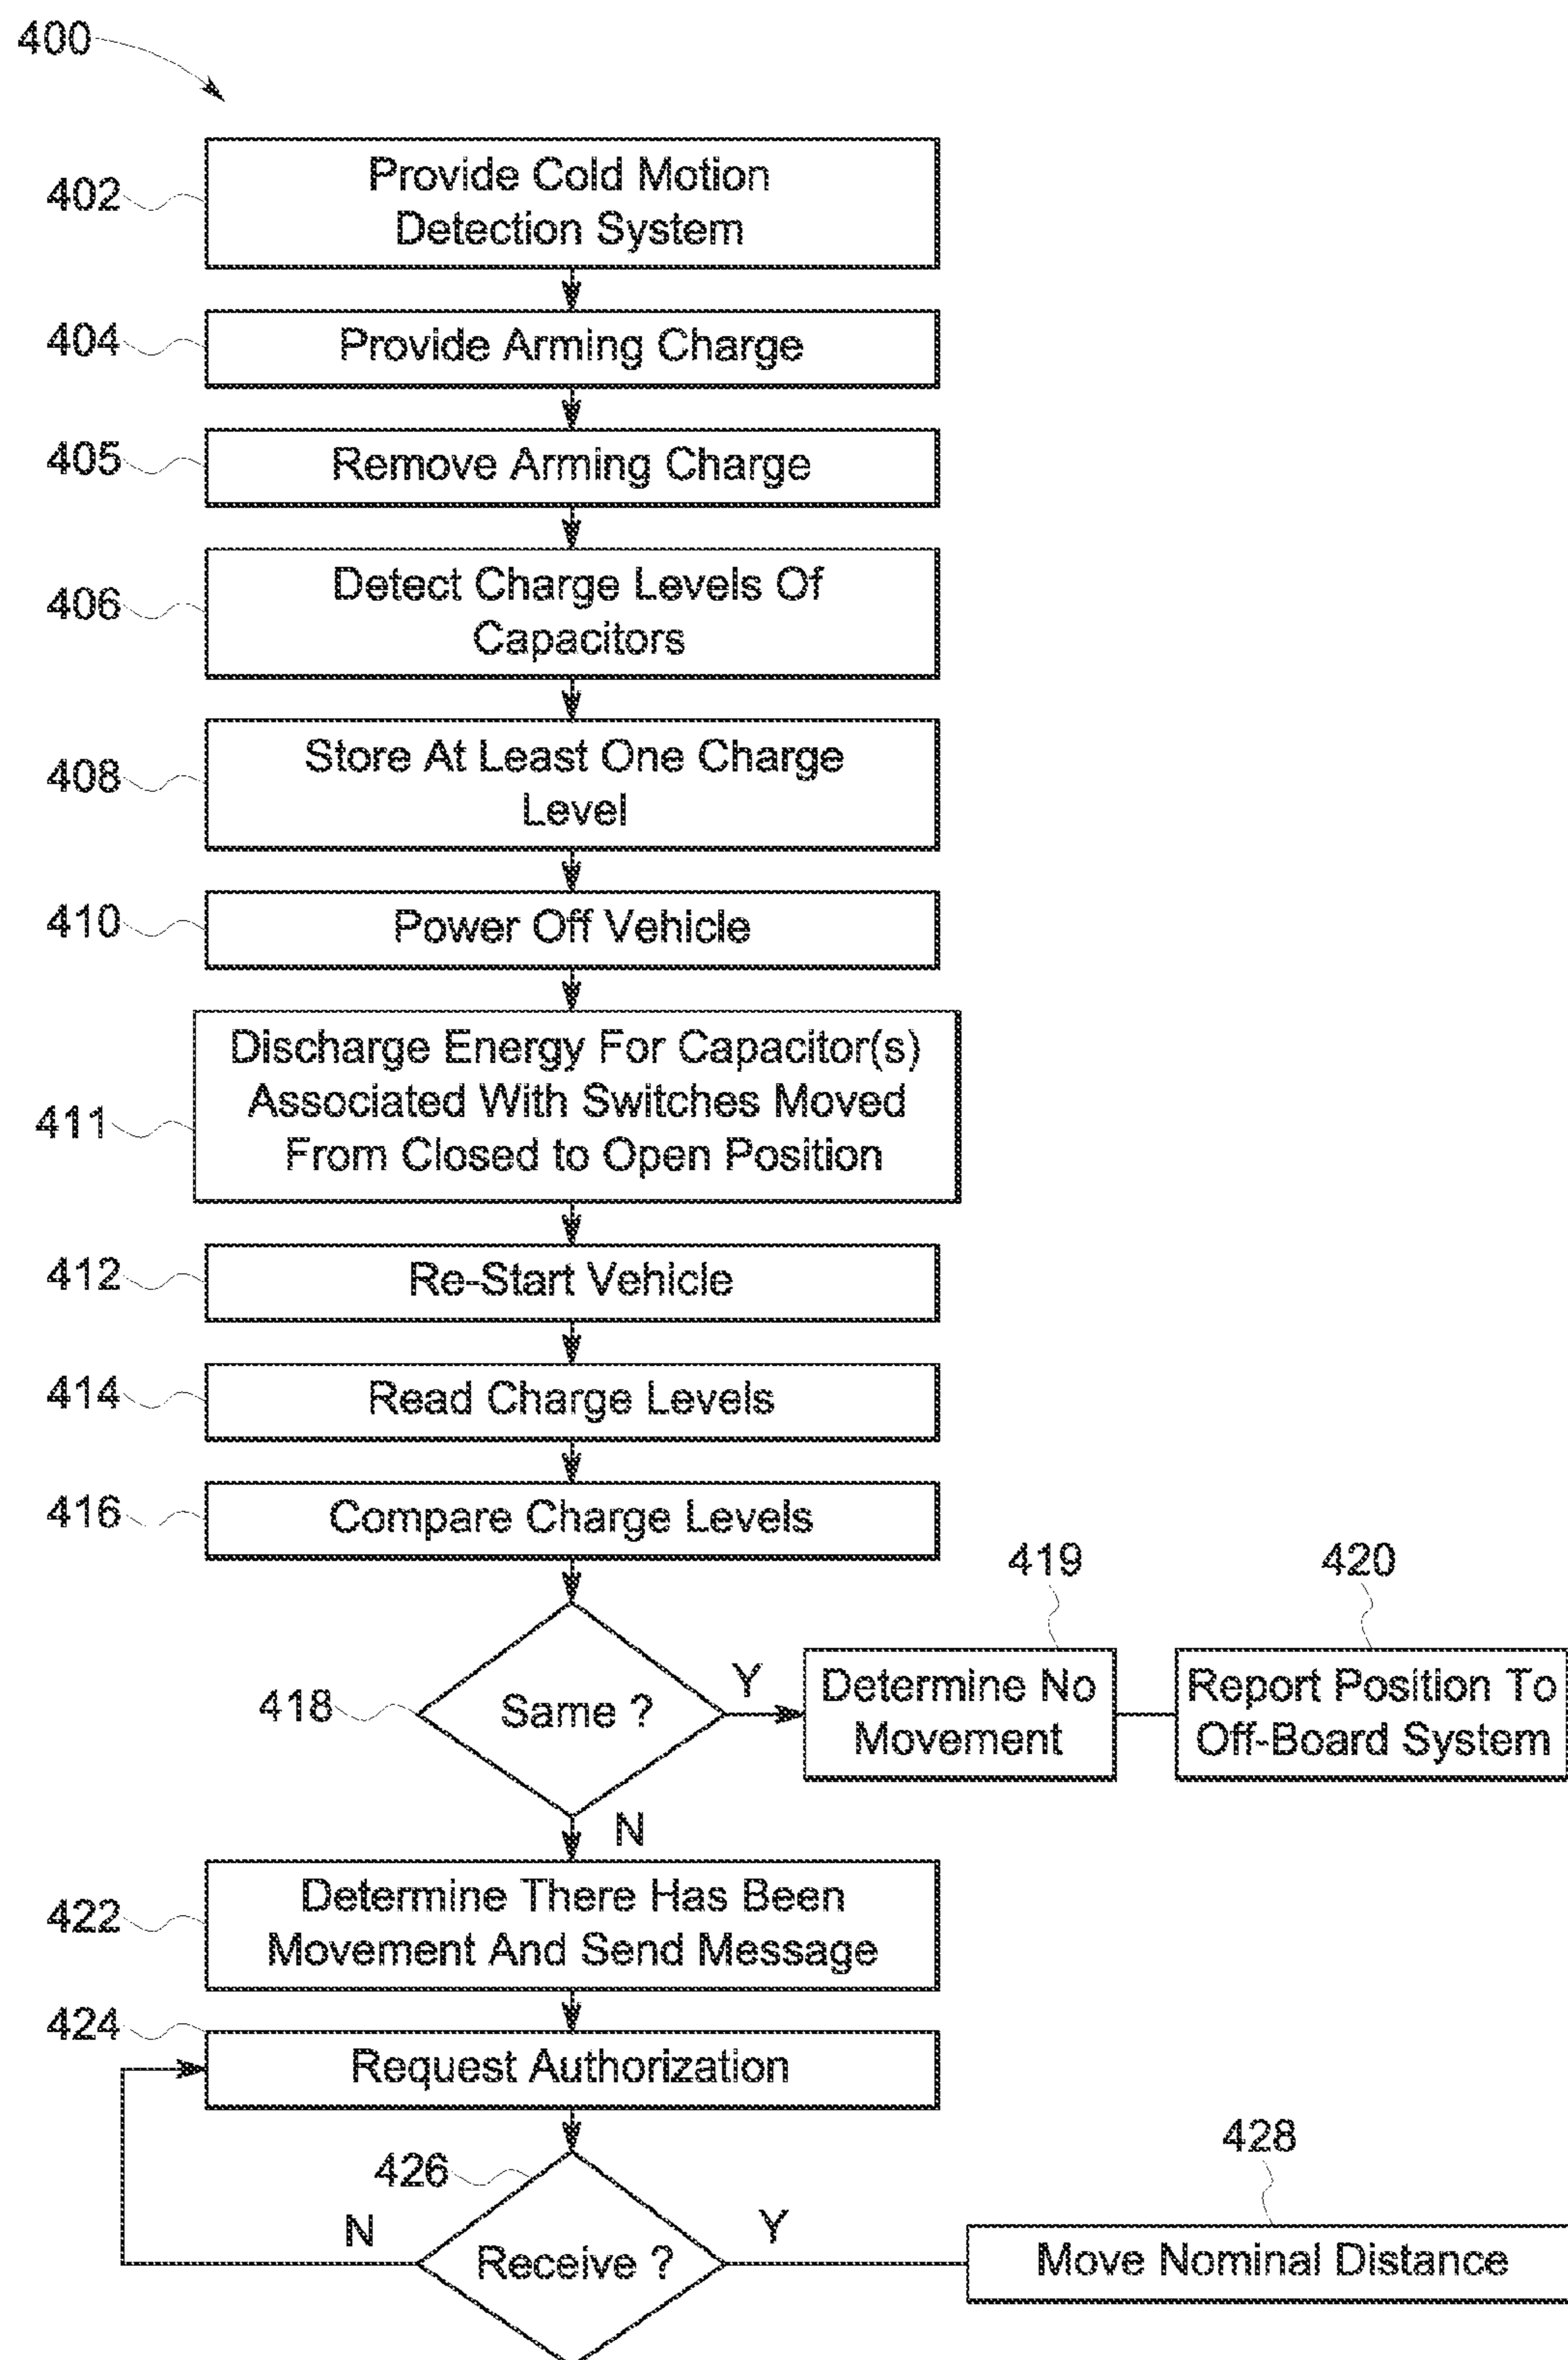 400
402
Provide Cold Motion
Detection System
404
Provide Arming Charge
405
Remove Arming Charge
406
Detect Charge Levels Of
Capacitors
408
Store At Least One Charge
Level
410
Power Off Vehicle
411
Discharge Energy For Capacitor(s)
Associated With Switches Moved
From Closed to Open Position
412
Re-Start Vehicle
414
Read Charge Levels
416
Compare Charge Levels
418
Same ?
Y
419
Determine No
Movement
420
Report Position To
Off-Board System
N
422
Determine There Has Been
Movement And Send Message
424
Request Authorization
426
Receive ?
N
Y
428
Move Nominal Distance